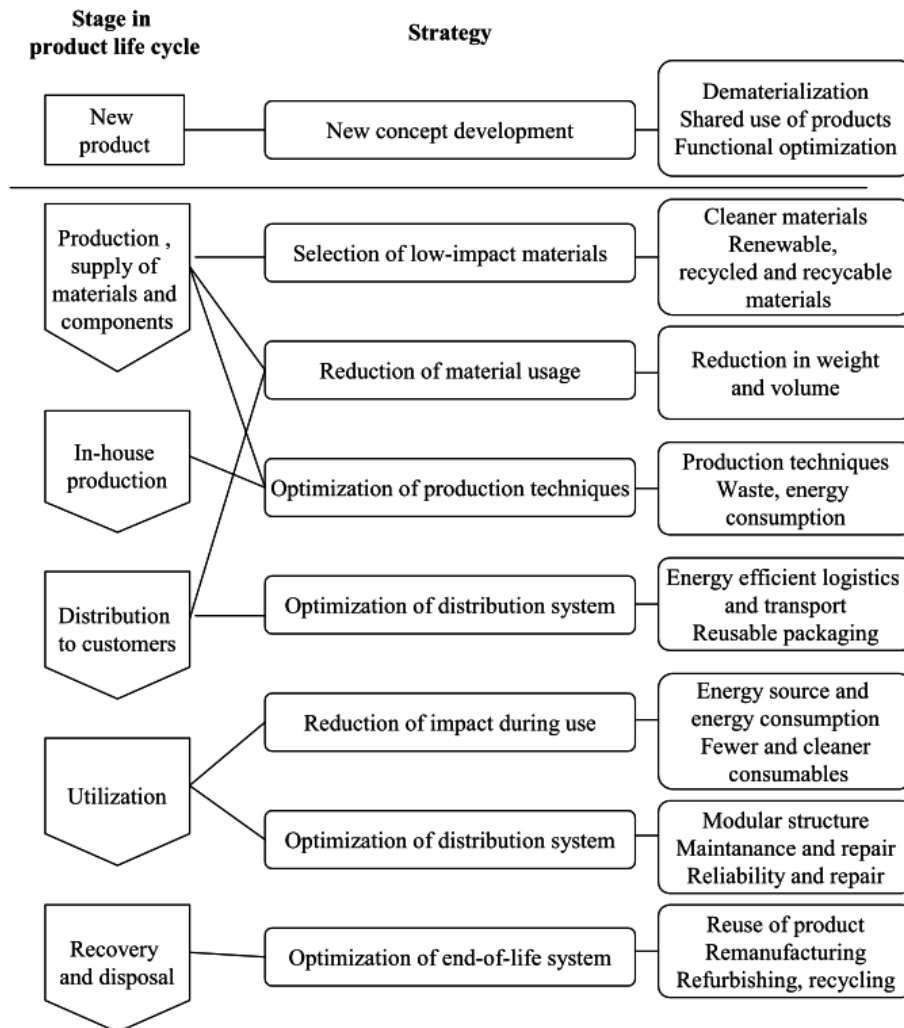 Stage in
product life cycle
Strategy
New
product
New concept development
Dematerialization
Shared use of products
Functional optimization
Production ,
supply of
materials and
components
Selection of low-impact materials
Cleaner materials
Renewable,
recycled and recycable
materials
Reduction of material usage
Reduction in weight
and volume
In-house
production
Optimization of production techniques
Production techniques
Waste, energy
consumption
Distribution
to customers
Optimization of distribution system
Energy efficient logistics
and transport
Reusable packaging
Utilization
Reduction of impact during use
Energy source and
energy consumption
Fewer and cleaner
consumables
Optimization of distribution system
Modular structure
Maintanance and repair
Reliability and repair
Recovery
and disposal
Optimization of end-of-life system
Reuse of product
Remanufacturing
Refurbishing, recycling